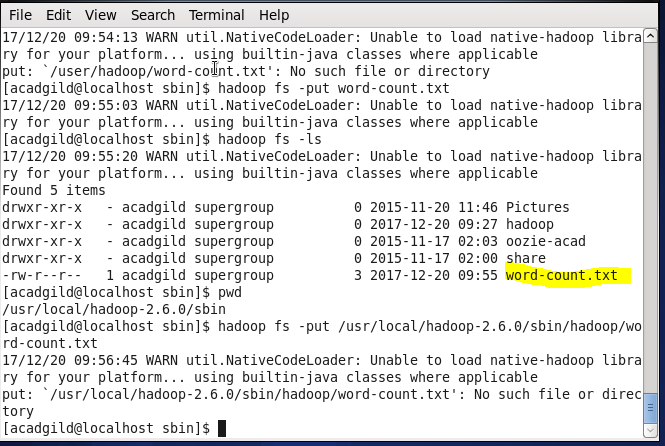 File Edit View Search Terminal Help
17/12/20 09:54:13 WARN util.NativeCodeLoader: Unable to load native-hadoop libra
ry for your platform... using builtin-java classes where applicable
put: `/user/hadoop/word-count.txt': No such file or directory
[acadgild@localhost sbin]$ hadoop fs -put word-count.txt
17/12/20 09:55:03 WARN util.NativeCodeLoader: Unable to load native-hadoop libra
ry for your platform... using builtin-java classes where applicable
[acadgild@localhost sbin]$ hadoop fs -ls
17/12/20 09:55:20 WARN util.NativeCodeLoader: Unable to load native-hadoop libra
ry for your platform... using builtin-java classes where applicable
Found 5 items
drwxr-xr-x   - acadgild supergroup          0 2015-11-20 11:46 Pictures
drwxr-xr-x   - acadgild supergroup          0 2017-12-20 09:27 hadoop
drwxr-xr-x   - acadgild supergroup          0 2015-11-17 02:03 oozie-acad
drwxr-xr-x   - acadgild supergroup          0 2015-11-17 02:00 share
-rw-r--r--   1 acadgild supergroup          3 2017-12-20 09:55 word-count.txt
[acadgild@localhost sbin]$ pwd
/usr/local/hadoop-2.6.0/sbin
[acadgild@localhost sbin]$ hadoop fs -put /usr/local/hadoop-2.6.0/sbin/hadoop/wo
rd-count.txt
17/12/20 09:56:45 WARN util.NativeCodeLoader: Unable to load native-hadoop libra
ry for your platform... using builtin-java classes where applicable
put: `/usr/local/hadoop-2.6.0/sbin/hadoop/word-count.txt': No such file or direc
tory
[acadgild@localhost sbin]$